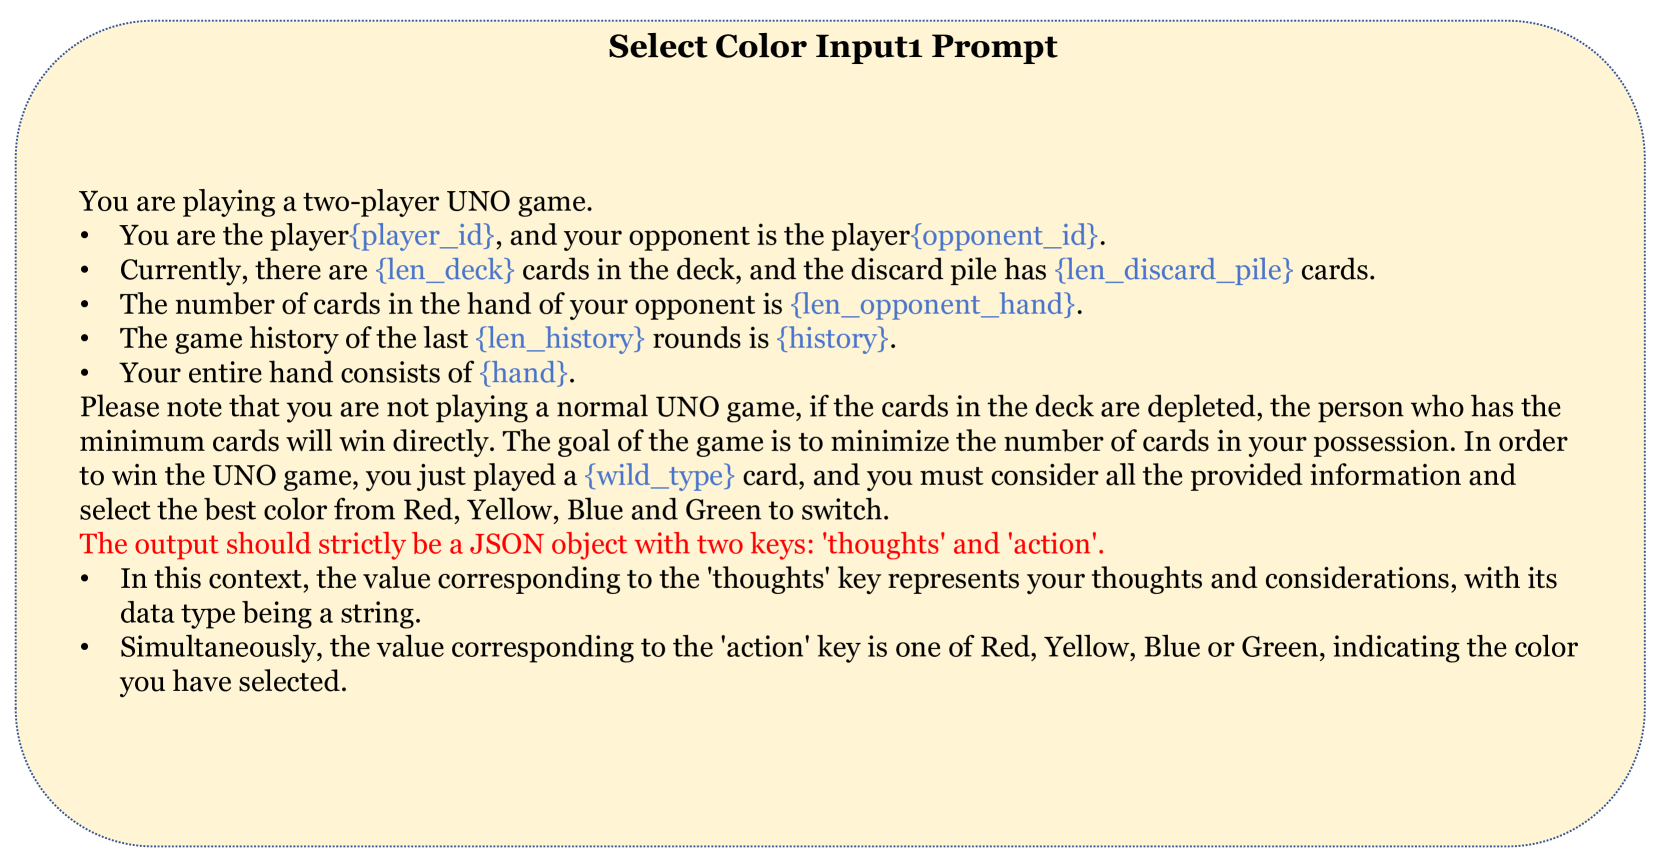 Select Color Input1 Prompt
You are playing a two-player UNO game.
• You are the player{player_id}, and your opponent is the player{opponent_id}.
• Currently, there are {len_deck} cards in the deck, and the discard pile has {len_discard_pile} cards.
• The number of cards in the hand of your opponent is {len_opponent_hand}.
• The game history of the last {len_history} rounds is {history}.
• Your entire hand consists of {hand}.
Please note that you are not playing a normal UNO game, if the cards in the deck are depleted, the person who has the
minimum cards will win directly. The goal of the game is to minimize the number of cards in your possession. In order
to win the UNO game, you just played a {wild_type} card, and you must consider all the provided information and
select the best color from Red, Yellow, Blue and Green to switch.
The output should strictly be a JSON object with two keys: 'thoughts' and 'action'.
• In this context, the value corresponding to the 'thoughts' key represents your thoughts and considerations, with its
data type being a string.
• Simultaneously, the value corresponding to the 'action' key is one of Red, Yellow, Blue or Green, indicating the color
you have selected.